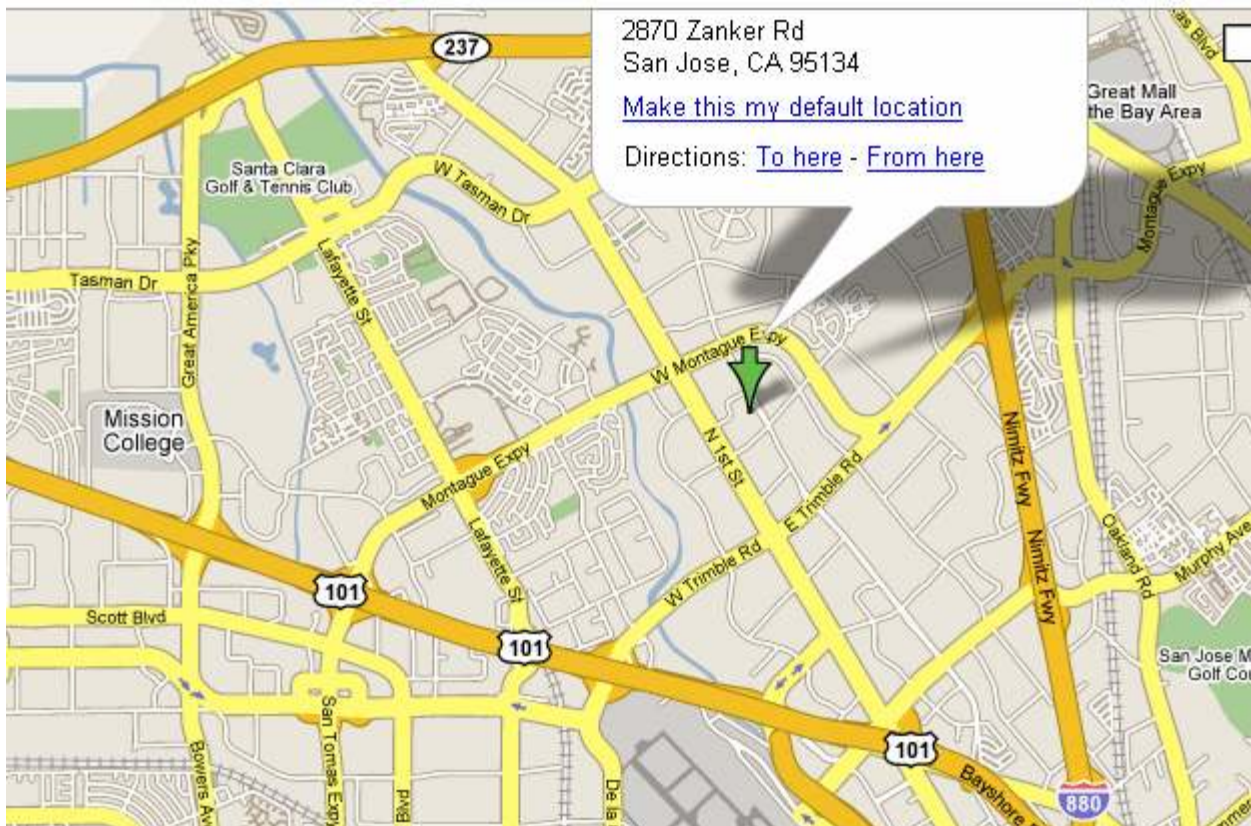 2870 Zanker Rd
San Jose, CA 95134
Make this my default location
Directions: To here - From here
237
Great Mall
the Bay Area
Montague Expy
Santa Clara
Golf & Tennis Club
W Tasman Dr
Tasman Dr
Great America Pky
Lafayette St
W Montague Expy
Mission
College
N 1st St
Montague Expy
E Trimble Rd
Nimitz Fwy
Lafayette St
W Trimble Rd
Nimitz Fwy
Oakland Rd
Murphy Ave
101
Scott Blvd
101
San Jose M
Golf Cou
San Tomas Expy
Bowers Av
Blvd
De la
101
Bayshore
880